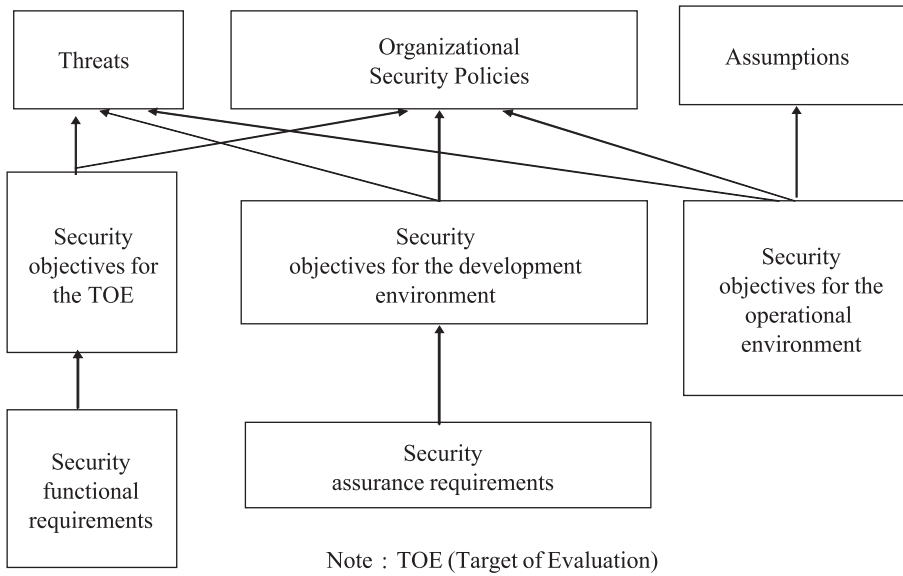 Threats
Organizational
Security Policies
Assumptions
Security
objectives for
the TOE
Security
objectives for the development
environment
Security
objectives for the
operational
environment
Security
functional
requirements
Security
assurance requirements
Note : TOE (Target of Evaluation)